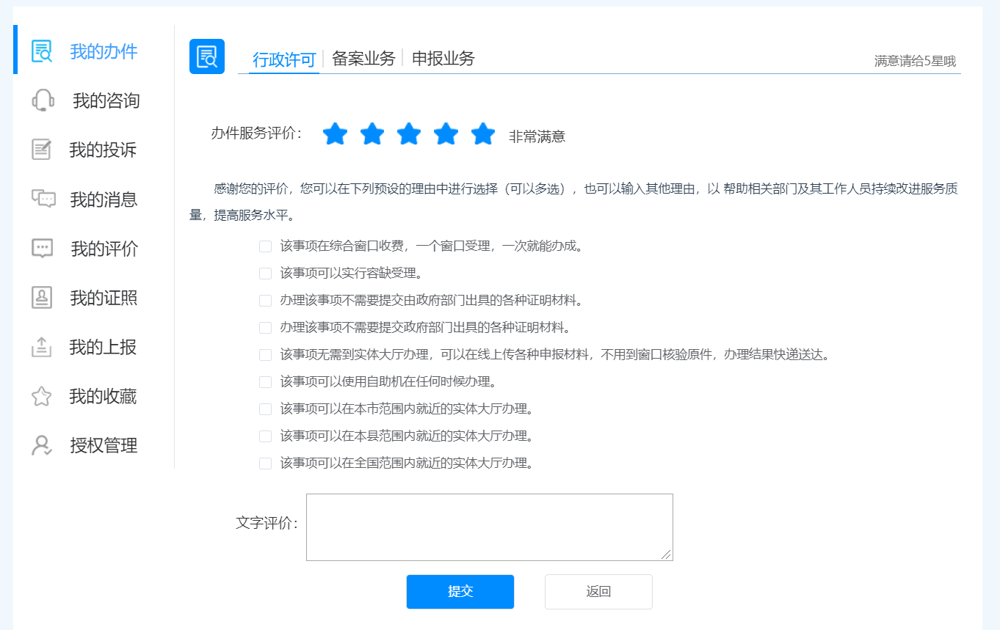 我的办件
我的咨询
我的投诉
我的消息
我的评价
我的证照
我的上报
我的收藏
授权管理
行政许可
备案业务
申报业务
满意请给5星哦
办件服务评价：
非常满意
感谢您的评价，您可以在下列预设的理由中进行选择（可以多选），也可以输入其他理由，以 帮助相关部门及其工作人员持续改进服务质
量，提高服务水平。
该事项在综合窗口收费，一个窗口受理，一次就能办成。
该事项可以实行容缺受理。
办理该事项不需要提交由政府部门出具的各种证明材料。
办理该事项不需要提交政府部门出具的各种证明材料。
该事项无需到实体大厅办理，可以在线上传各种申报材料，不用到窗口核验原件，办理结果快递送达。
该事项可以使用自助机在任何时候办理。
该事项可以在本市范围内就近的实体大厅办理。
该事项可以在本县范围内就近的实体大厅办理。
该事项可以在全国范围内就近的实体大厅办理。
文字评价：
提交
返回